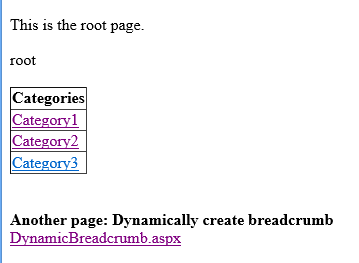 This is the root page.
root
Categories
Category1
Category2
Category3
Another page: Dynamically create breadcrumb
DynamicBreadcrumb.aspx